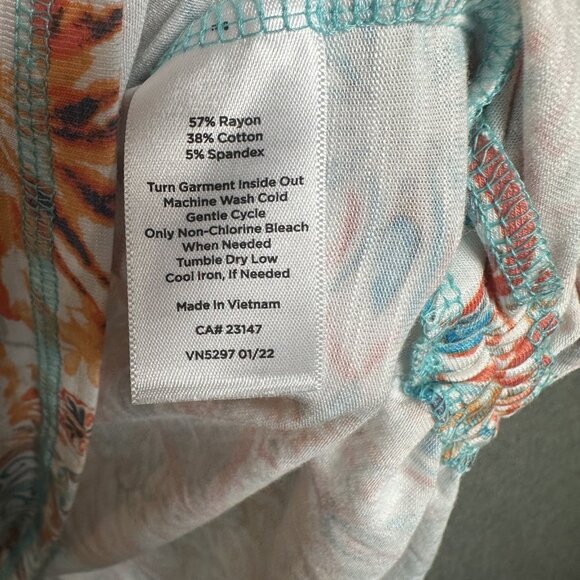 57% Rayon
38% Cotton
5% Spandex
Turn Garment Inside Out
Machine Wash Cold
Gentle Cycle
Only Non-Chlorine Bleach
When Needed
Tumble Dry Low
Cool Iron, If Needed
Made in Vietnam
CA# 23147
VN5297 01/22